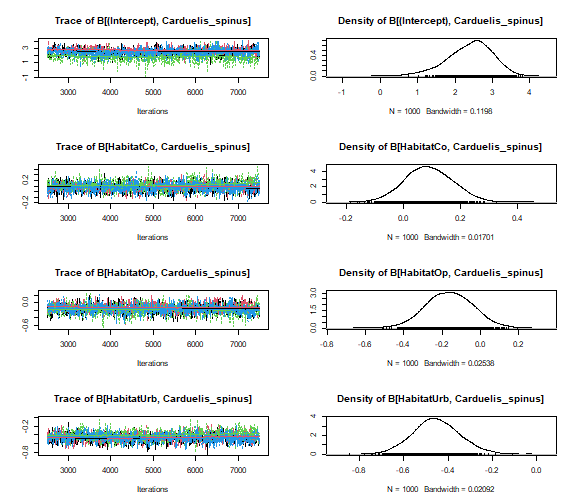 Trace of B[(Intercept), Carduelis_spinus]
Density of B[(Intercept), Carduelis_spinus]
-1 1 3
3000 4000 5000 6000 7000
Iterations
0.0 0.4
-1 0 1 2 3 4
N = 1000 Bandwidth = 0.1198
Trace of B[HabitatCo, Carduelis_spinus]
Density of B[HabitatCo, Carduelis_spinus]
-0.2 0.2
3000 4000 5000 6000 7000
Iterations
0 2 4
-0.2 0.0 0.2 0.4
N = 1000 Bandwidth = 0.01701
Trace of B[HabitatOp, Carduelis_spinus]
Density of B[HabitatOp, Carduelis_spinus]
-0.6 0.0
3000 4000 5000 6000 7000
Iterations
0.0 1.5 3.0
-0.8 -0.6 -0.4 -0.2 0.0 0.2
N = 1000 Bandwidth = 0.02538
Trace of B[HabitatUrb, Carduelis_spinus]
Density of B[HabitatUrb, Carduelis_spinus]
-0.8 -0.2
3000 4000 5000 6000 7000
Iterations
0 2 4
-0.8 -0.6 -0.4 -0.2 0.0
N = 1000 Bandwidth = 0.02092